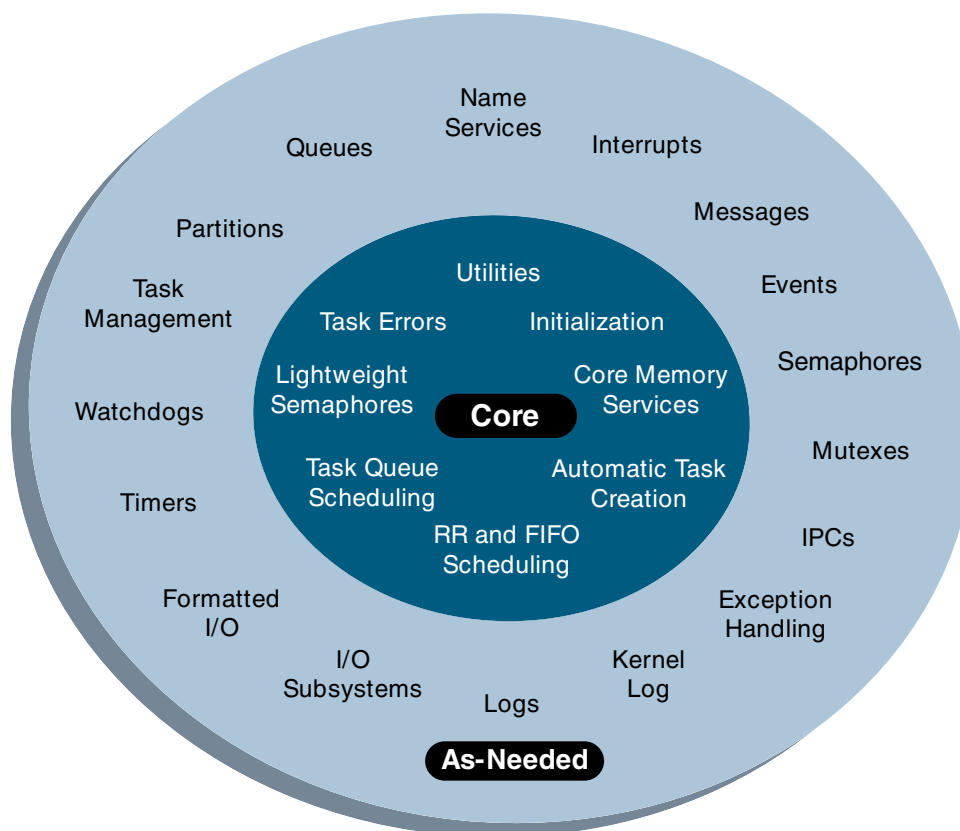 Name
Services
Queues
Interrupts
Partitions
Messages
Task
Management
Events
Utilities
Task Errors
Initialization
Lightweight
Semaphores
Core Memory
Services
Semaphores
Core
Watchdogs
Mutexes
Task Queue
Scheduling
Automatic Task
Creation
Timers
RR and FIFO
Scheduling
IPCs
Formatted
I/O
Exception
Handling
I/O
Subsystems
Kernel
Log
Logs
As-Needed